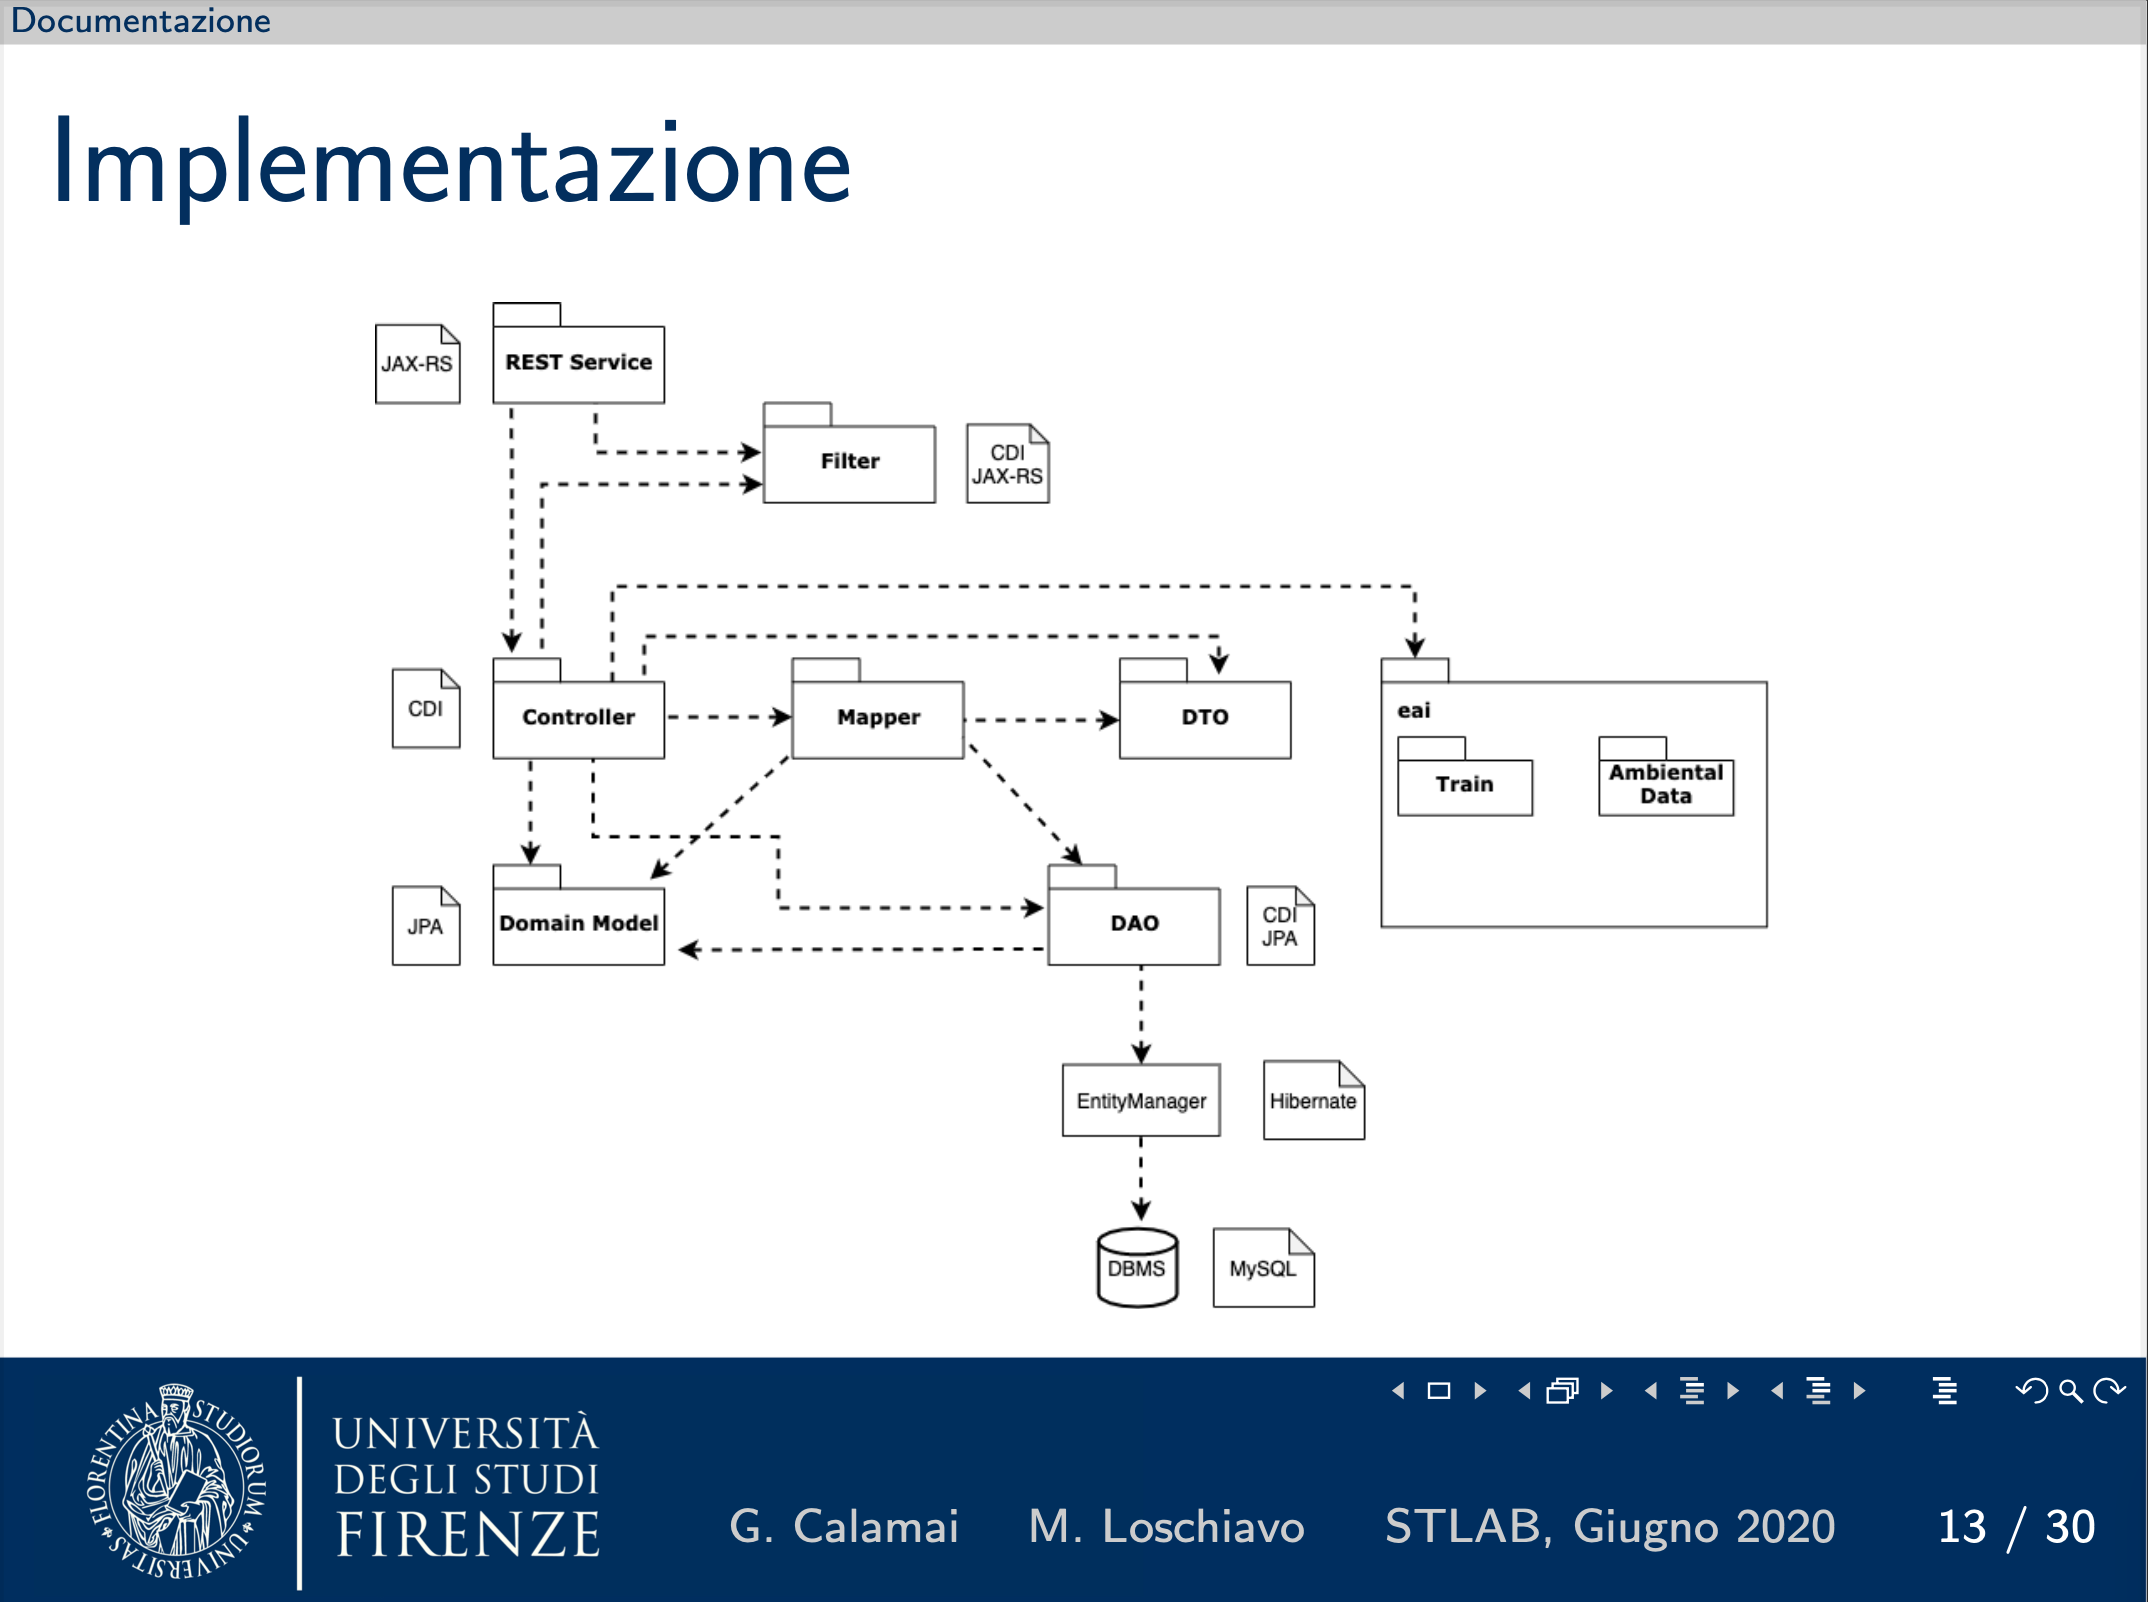 Documentazione
Implementazione
JAX-RS
REST Service
Filter
CDI
JAX-RS
CDI
Controller
Mapper
DTO
eai
Train
Ambiental
Data
JPA
Domain Model
DAO
CDI
JPA
EntityManager
Hibernate
DBMS
MySQL
FLORENTINA STUDIORUM UNIVERSITAS
UNIVERSITÀ
DEGLI STUDI
FIRENZE
G. Calamai M. Loschiavo STLAB, Giugno 2020 13 / 30